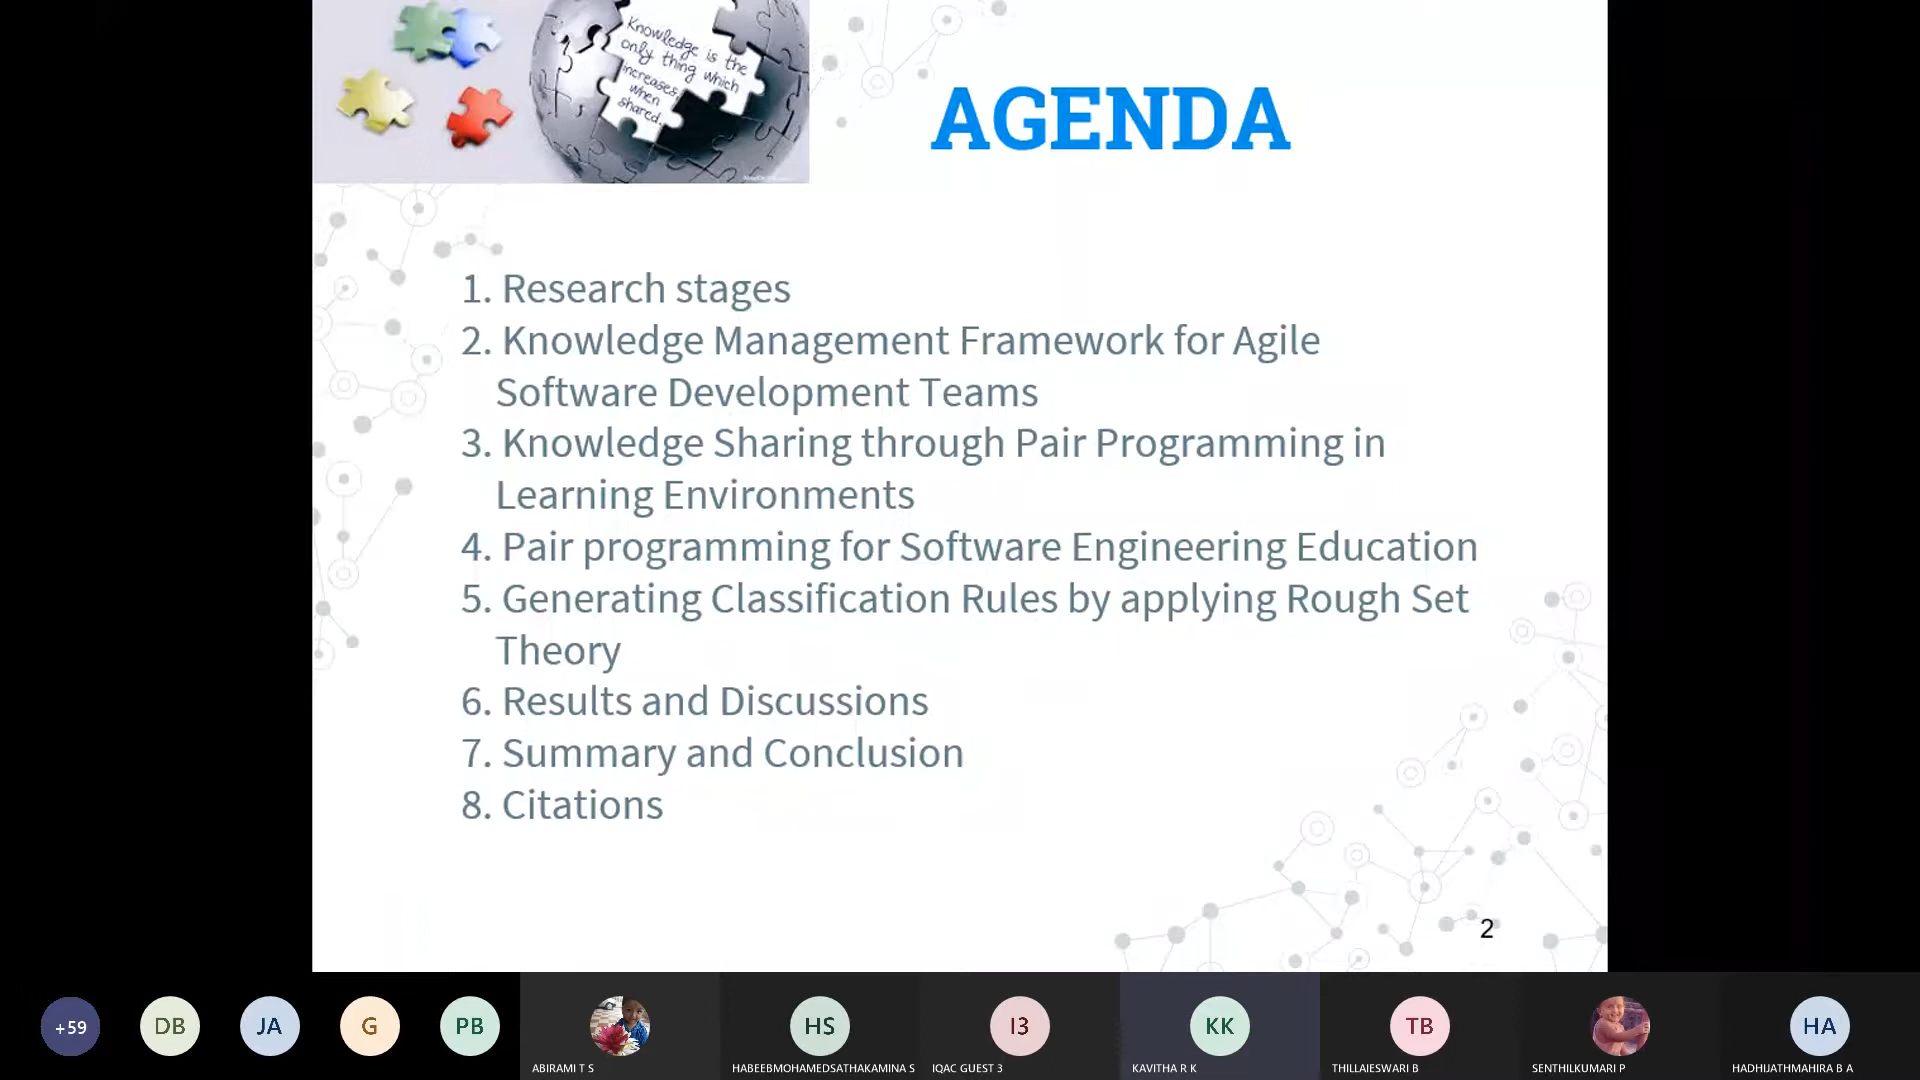 Knowledge is the
only thing which
increases
when
shared.
AGENDA
1. Research stages
2. Knowledge Management Framework for Agile
Software Development Teams
3. Knowledge Sharing through Pair Programming in
Learning Environments
4. Pair programming for Software Engineering Education
5. Generating Classification Rules by applying Rough Set
Theory
6. Results and Discussions
7. Summary and Conclusion
8. Citations
2
+59
DB
JA
G
PB
HS
I3
KK
TB
HA
ABIRAMI T S
HABEEBMOHAMEDSATHAKAMINA S
IQAC GUEST 3
KAVITHA R K
THILLAIESWARI B
SENTHILKUMARI P
HADHIJATHMAHIRA B A